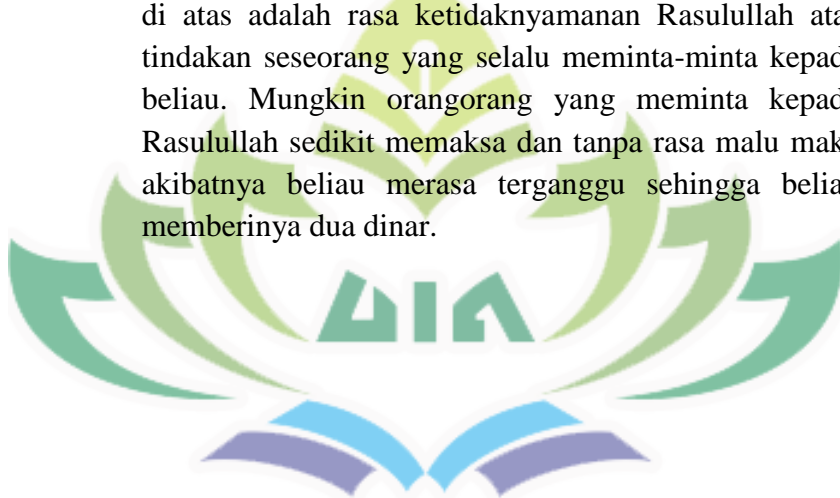 di atas adalah rasa ketidaknyamanan Rasulullah ata
tindakan seseorang yang selalu meminta-minta kepad
beliau. Mungkin orangorang yang meminta kepad
Rasulullah sedikit memaksa dan tanpa rasa malu mak
akibatnya beliau merasa terganggu sehingga belia
memberinya dua dinar.